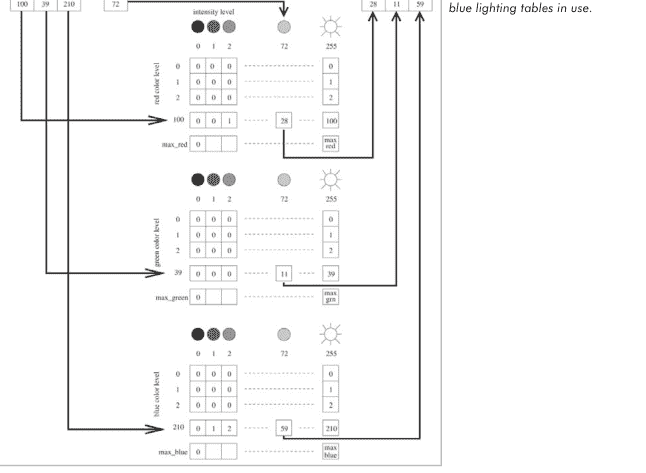 100 39 210 72 28 11 59
blue lighting tables in use.
intensity level
0 1 2 72 255
red color level
0 0 0 0 0
1 0 0 0 1
2 0 0 0 2
100 0 0 1 28 100
max_red 0 max red
0 1 2 72 255
green color level
0 0 0 0 0
1 0 0 0 1
2 0 0 0 2
39 0 0 0 11 39
max_green 0 max grn
0 1 2 72 255
blue color level
0 0 0 0 0
1 0 0 0 1
2 0 0 0 2
210 0 1 2 59 210
max_blue 0 max blue